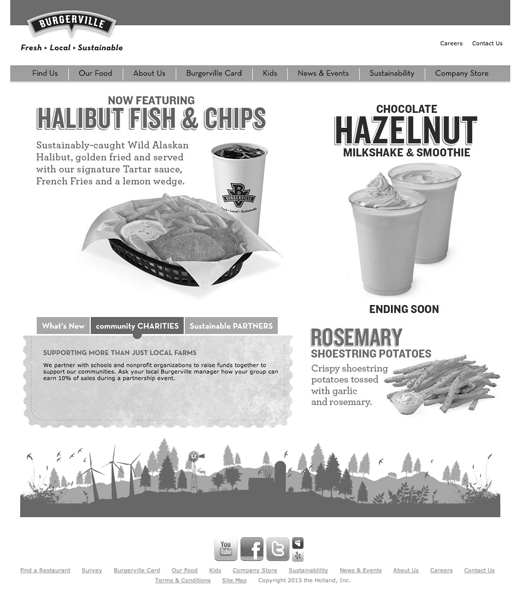 BURGERVILLE
Fresh • Local • Sustainable
Careers Contact Us
Find Us Our Food About Us Burgerville Card Kids News & Events Sustainability Company Store
NOW FEATURING
HALIBUT FISH & CHIPS
Sustainably-caught Wild Alaskan
Halibut, golden fried and served
with our signature Tartar sauce,
French Fries and a lemon wedge.
BURGERVILLE
Fresh • Local • Sustainable
CHOCOLATE
HAZELNUT
MILKSHAKE & SMOOTHIE
ENDING SOON
What's New community CHARITIES Sustainable PARTNERS
SUPPORTING MORE THAN JUST LOCAL FARMS
We partner with schools and nonprofit organizations to raise funds together to
support our communities. Ask your local Burgerville manager how your group can
earn 10% of sales during a partnership event.
ROSEMARY
SHOESTRING POTATOES
Crispy shoestring
potatoes tossed
with garlic
and rosemary.
You
Tube
Find a Restaurant Survey Burgerville Card Our Food Kids Company Store Sustainability News & Events About Us Careers Contact Us
Terms & Conditions Site Map Copyright 2013 the Holland, Inc.